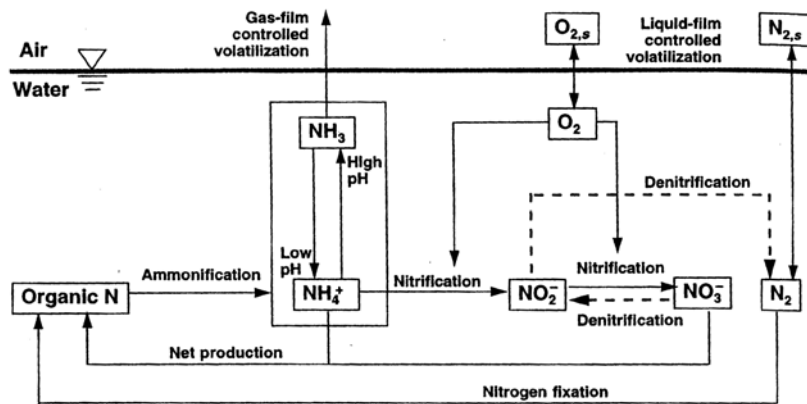 Gas-film
controlled
volatilization
O2,s
Liquid-film
controlled
volatilization
N2,s
Air
Water
NH3
O2
High
pH
Denitrification
Low
pH
Ammonification
Nitrification
Nitrification
Organic N
NH4+
NO2−
NO3−
N2
Denitrification
Net production
Nitrogen fixation